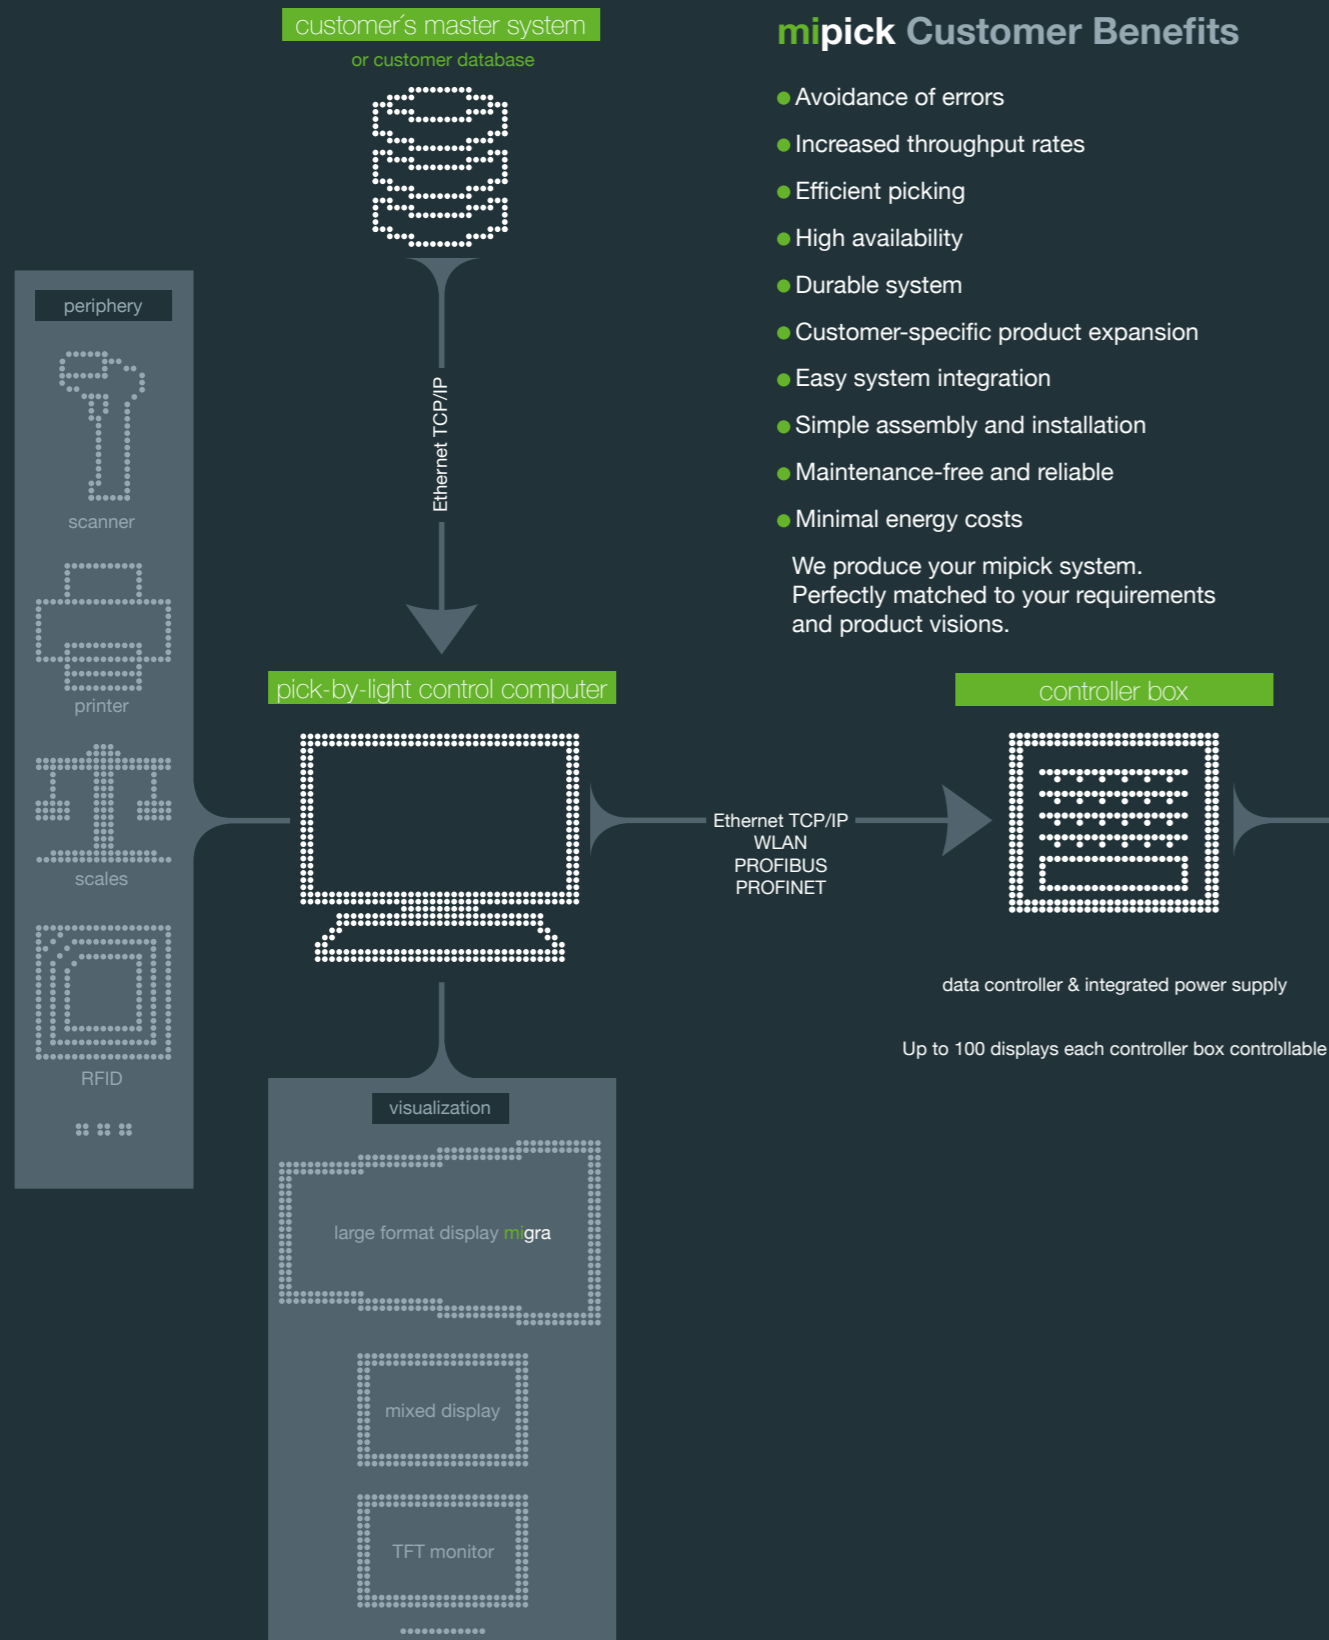 customer´s master system
or customer database
mipick Customer Benefits
Avoidance of errors
Increased throughput rates
Efficient picking
High availability
Durable system
Customer-specific product expansion
Easy system integration
Simple assembly and installation
Maintenance-free and reliable
Minimal energy costs
We produce your mipick system.
Perfectly matched to your requirements
and product visions.
Ethernet TCP/IP
periphery
scanner
printer
scales
RFID
pick-by-light control computer
Ethernet TCP/IP
WLAN
PROFIBUS
PROFINET
controller box
data controller & integrated power supply
Up to 100 displays each controller box controllable
visualization
large format display migra
mixed display
TFT monitor